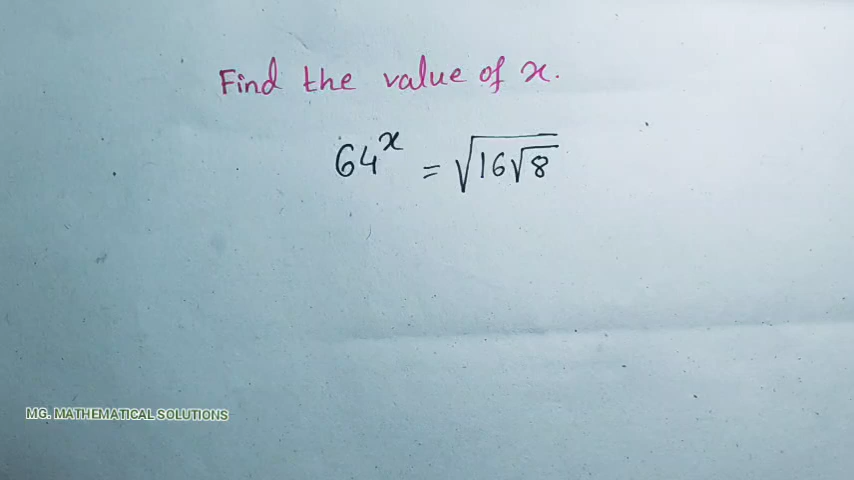 Find the value of x.
64^x = √(16√8)
MG. MATHEMATICAL SOLUTIONS